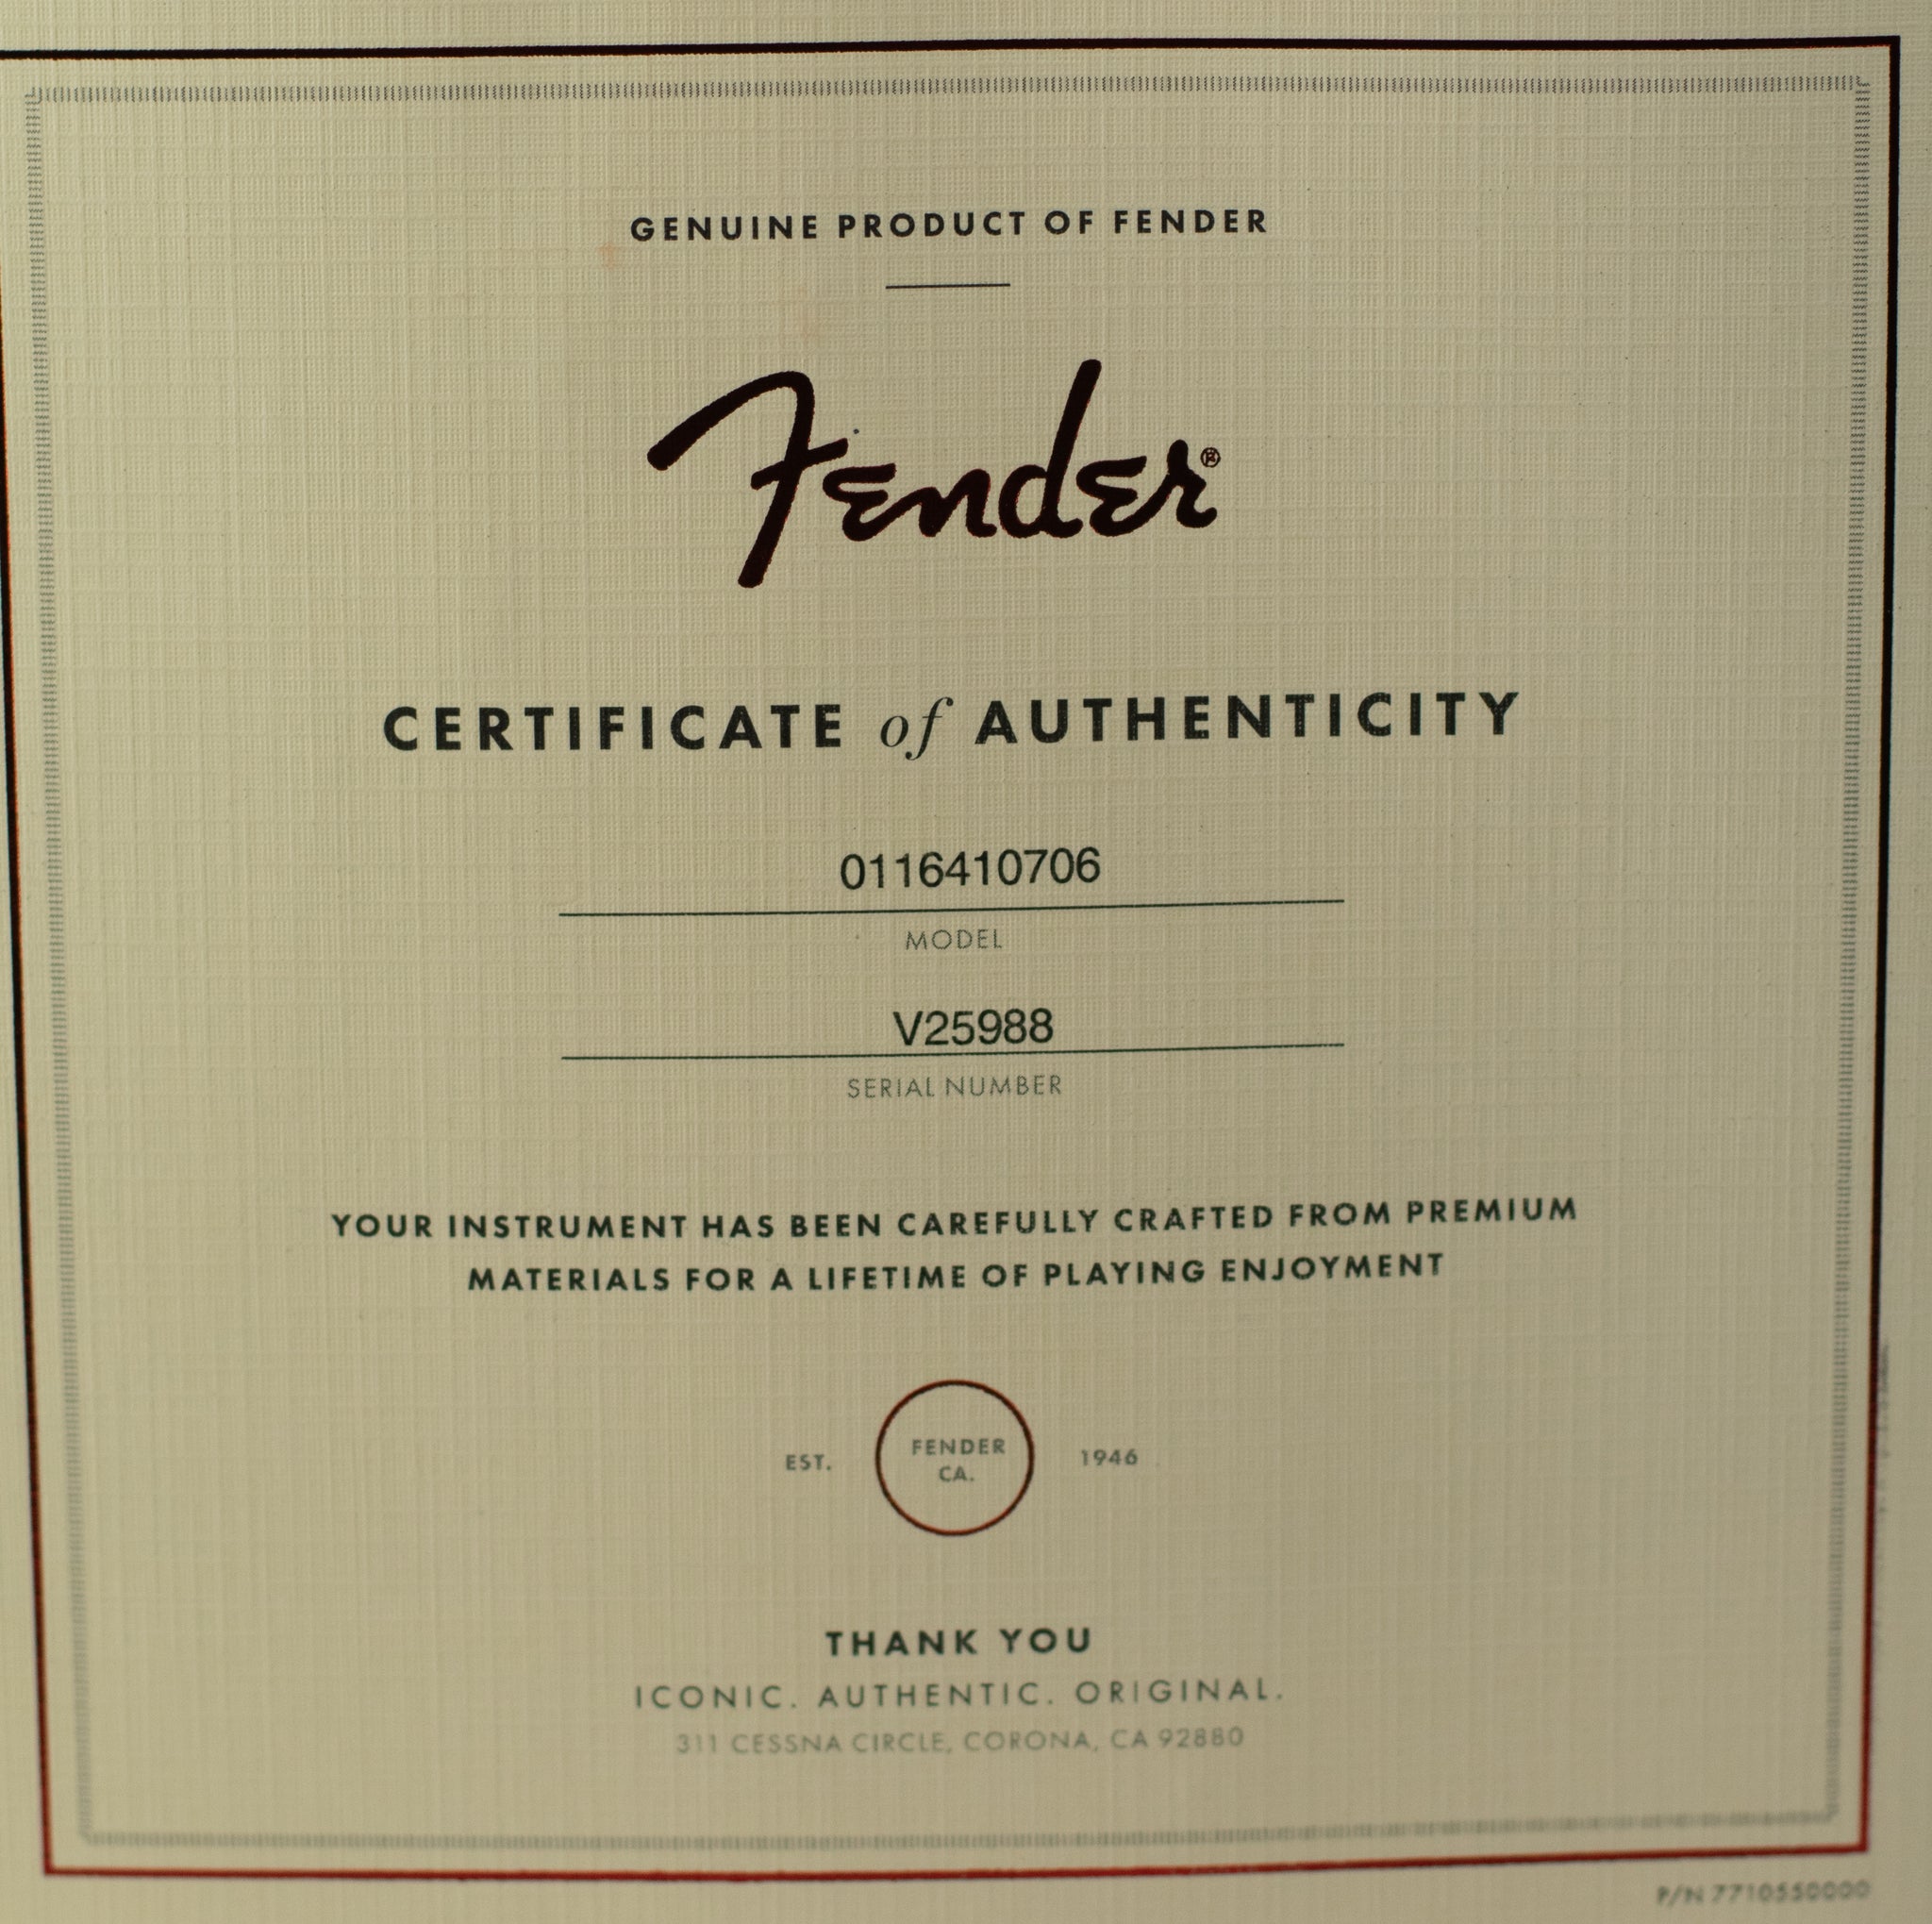 GENUINE PRODUCT OF FENDER
Fender®
CERTIFICATE of AUTHENTICITY
0116410706
MODEL
V25988
SERIAL NUMBER
YOUR INSTRUMENT HAS BEEN CAREFULLY CRAFTED FROM PREMIUM
MATERIALS FOR A LIFETIME OF PLAYING ENJOYMENT
EST. FENDER 1946
CA.
THANK YOU
ICONIC. AUTHENTIC. ORIGINAL.
311 CESSNA CIRCLE, CORONA, CA 92880
P/N 7710550000